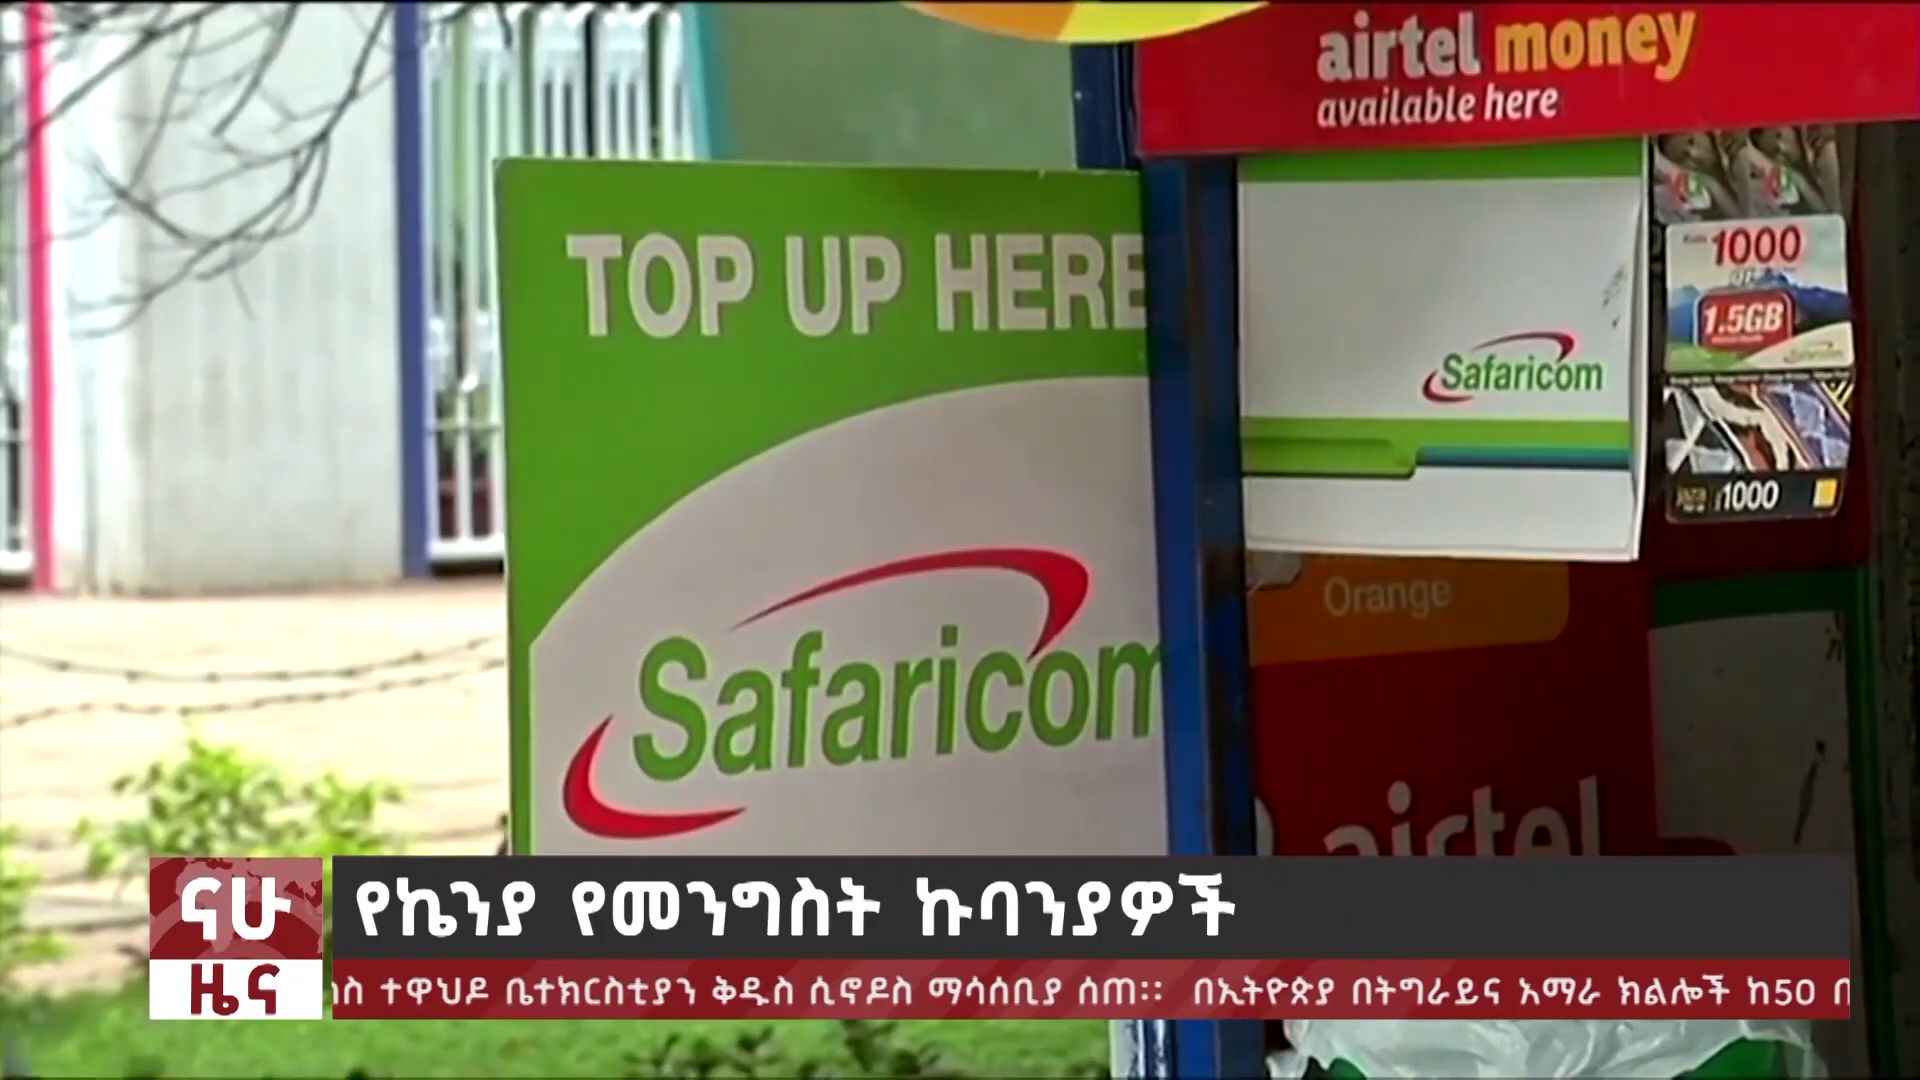 airtel money
available here
TOP UP HERE
Safaricom
Safaricom
1000
1.5GB
1000
Orange
airtel
ናሁ
ዜና
የኬንያ የመንግስት ኩባንያዎች
ተዋህዶ ቤተክርስቲያን ቅዱስ ሲኖዶስ ማሳሰቢያ ሰጠ፡፡ በኢትዮጵያ በትግራይና አማራ ክልሎች ከ50